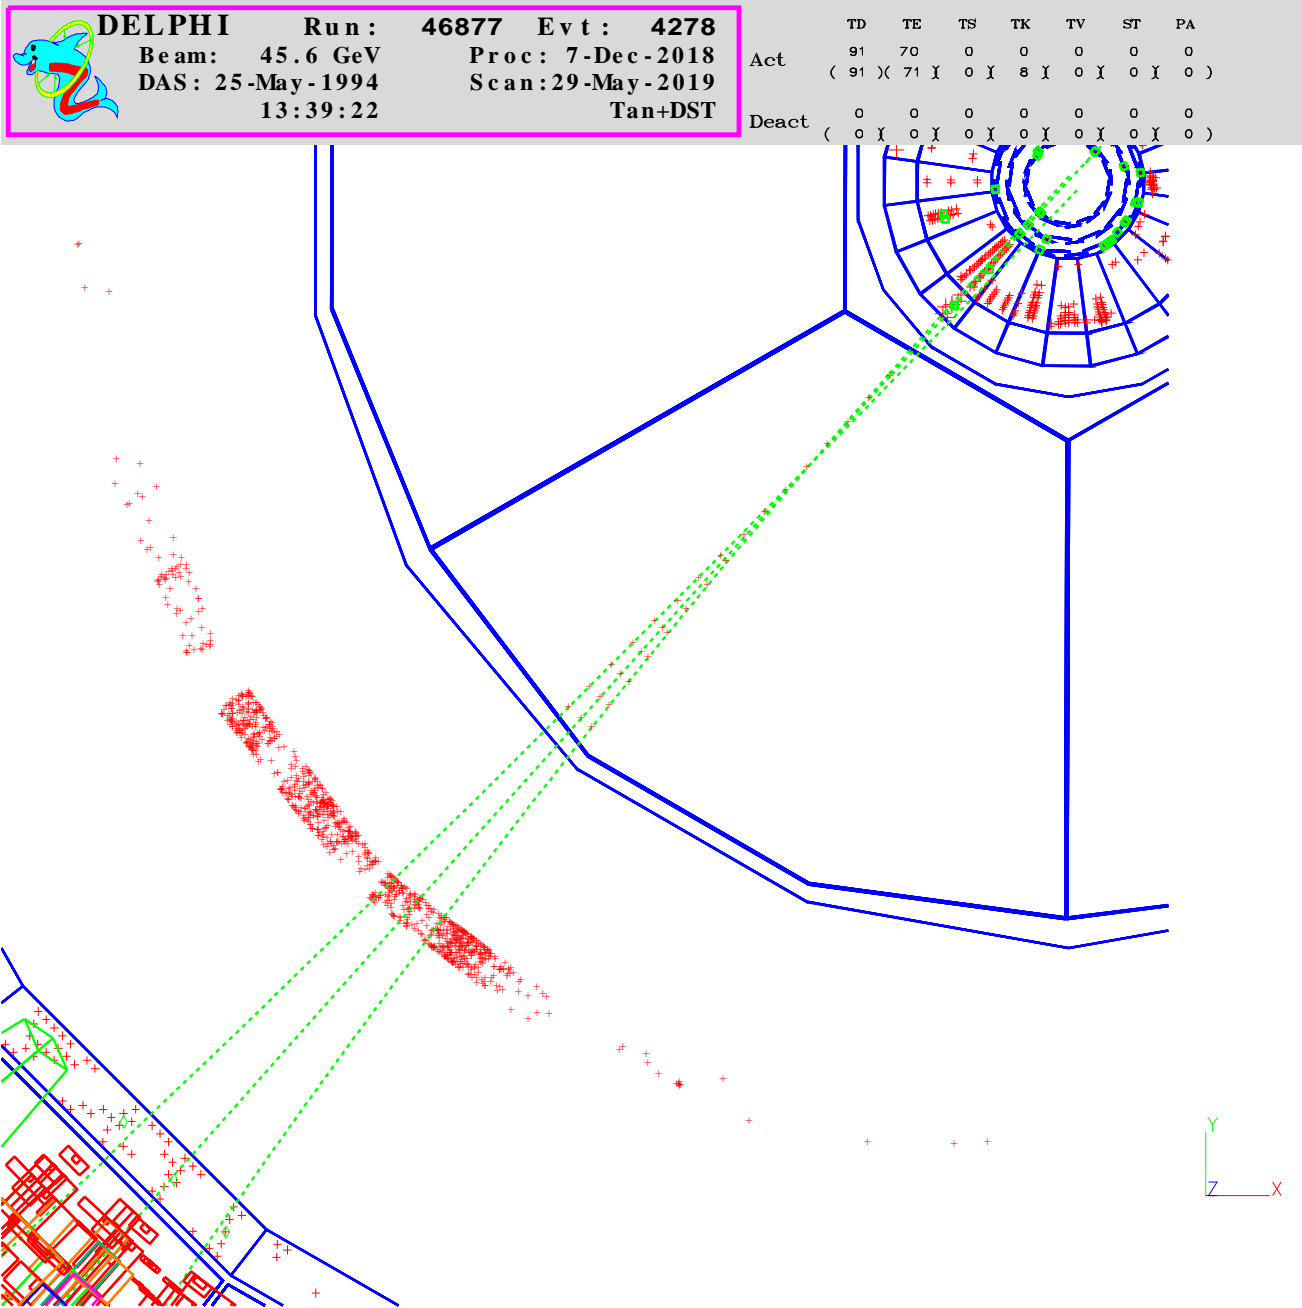 DELPHI Run: 46877 Evt: 4278
Beam: 45.6 GeV Proc: 7-Dec-2018
DAS: 25-May-1994 Scan:29-May-2019
13:39:22 Tan+DST
TD TE TS TK TV ST PA
Act 91 70 0 0 0 0 0
( 91 )( 71 )( 0 )( 8 )( 0 )( 0 )( 0 )
Deact 0 0 0 0 0 0 0
( 0 )( 0 )( 0 )( 0 )( 0 )( 0 )( 0 )
Y
Z X